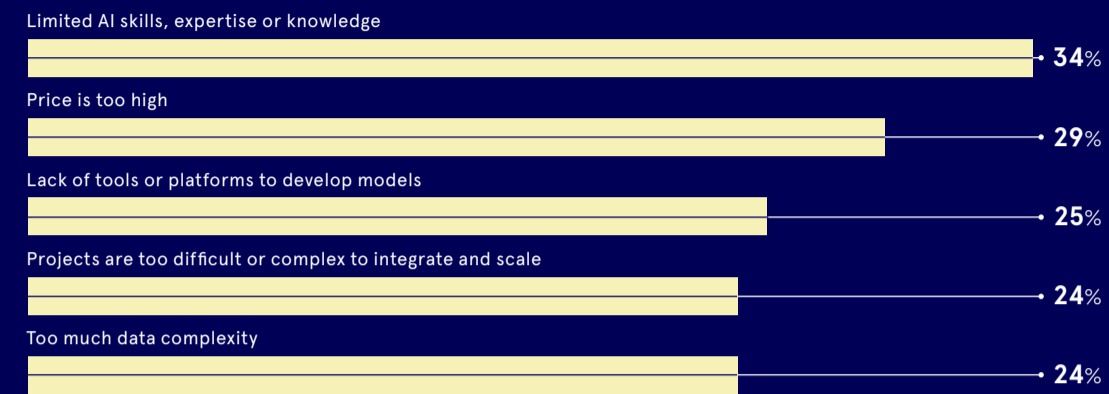 Limited AI skills, expertise or knowledge
34%
Price is too high
29%
Lack of tools or platforms to develop models
25%
Projects are too difficult or complex to integrate and scale
24%
Too much data complexity
24%